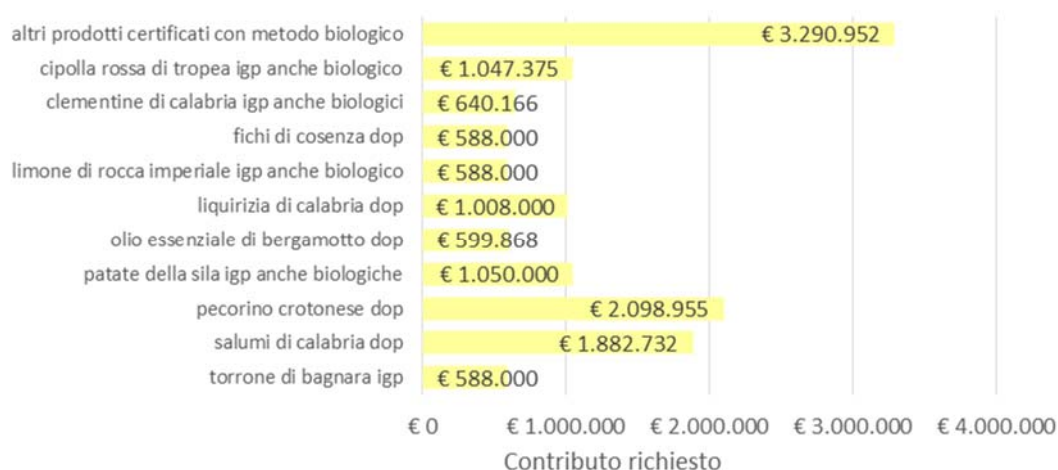 altri prodotti certificati con metodo biologico € 3.290.952
cipolla rossa di tropea igp anche biologico € 1.047.375
clementine di calabria igp anche biologici € 640.166
fichi di cosenza dop € 588.000
limone di rocca imperiale igp anche biologico € 588.000
liquirizia di calabria dop € 1.008.000
olio essenziale di bergamotto dop € 599.868
patate della sila igp anche biologiche € 1.050.000
pecorino crotonese dop € 2.098.955
salumi di calabria dop € 1.882.732
torrone di bagnara igp € 588.000
€ 0 € 1.000.000 € 2.000.000 € 3.000.000 € 4.000.000
Contributo richiesto